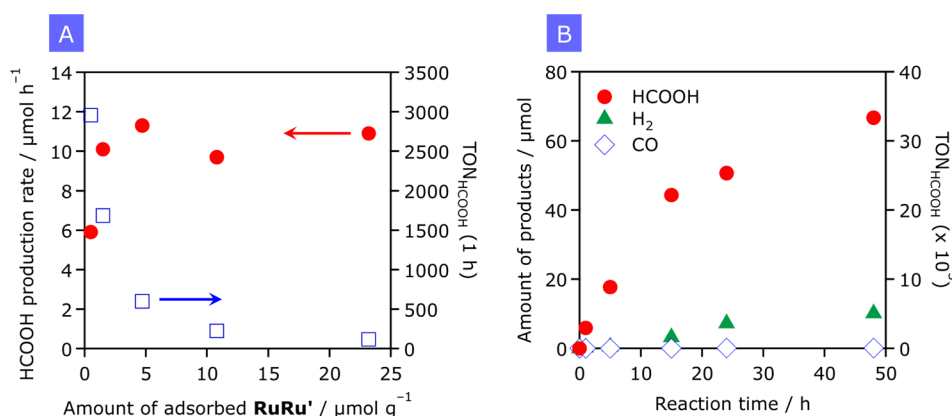 A
HCOOH production rate / μmol h⁻¹
14
12
10
8
6
4
2
0
3500
3000
2500
2000
1500
1000
500
0
TON_HCOOH (1 h)
0 5 10 15 20 25
Amount of adsorbed RuRu' / μmol g⁻¹
B
Amount of products / μmol
80
60
40
20
0
HCOOH
H₂
CO
40
30
20
10
0
0 10 20 30 40 50
Reaction time / h